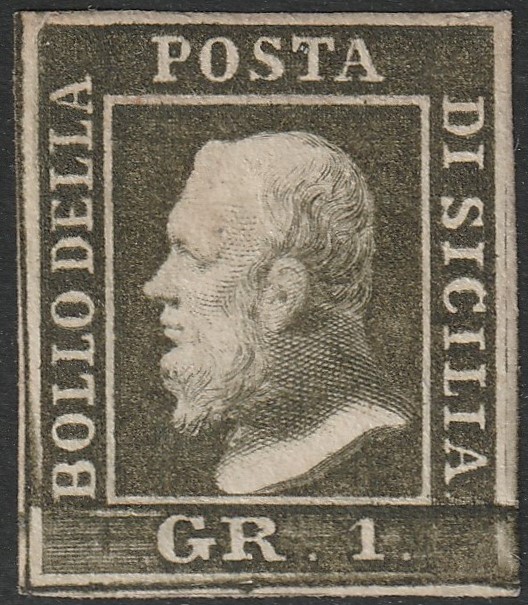 BOLLO DELLA
POSTA
DI SICILIA
. GR . 1 .